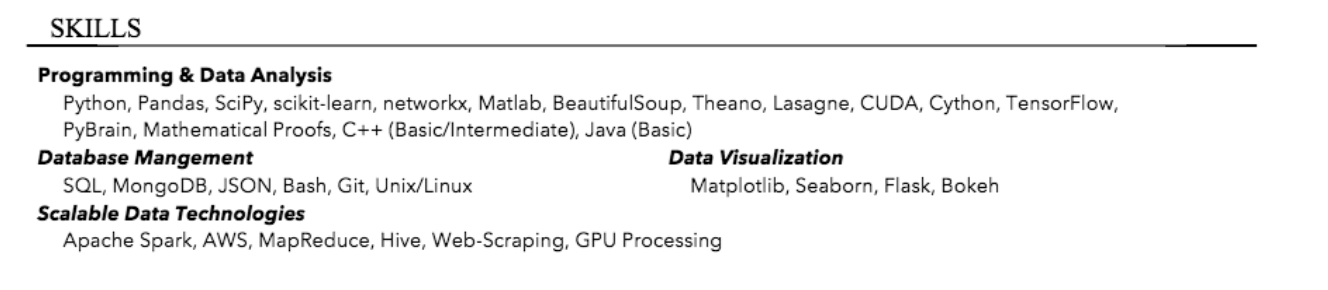 SKILLS
Programming & Data Analysis
Python, Pandas, SciPy, scikit-learn, networkx, Matlab, BeautifulSoup, Theano, Lasagne, CUDA, Cython, TensorFlow,
PyBrain, Mathematical Proofs, C++ (Basic/Intermediate), Java (Basic)
Database Mangement
Data Visualization
SQL, MongoDB, JSON, Bash, Git, Unix/Linux
Matplotlib, Seaborn, Flask, Bokeh
Scalable Data Technologies
Apache Spark, AWS, MapReduce, Hive, Web-Scraping, GPU Processing